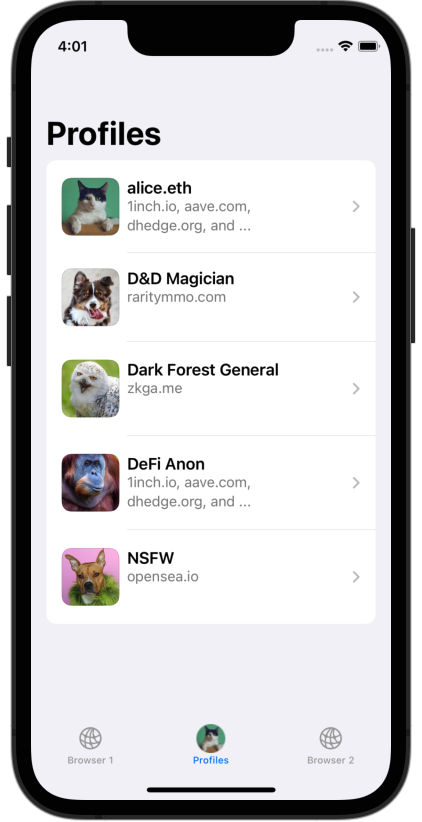 4:01
Profiles
alice.eth
1inch.io, aave.com,
dhedge.org, and ...
D&D Magician
raritymmo.com
Dark Forest General
zkga.me
DeFi Anon
1inch.io, aave.com,
dhedge.org, and ...
NSFW
opensea.io
Browser 1
Profiles
Browser 2